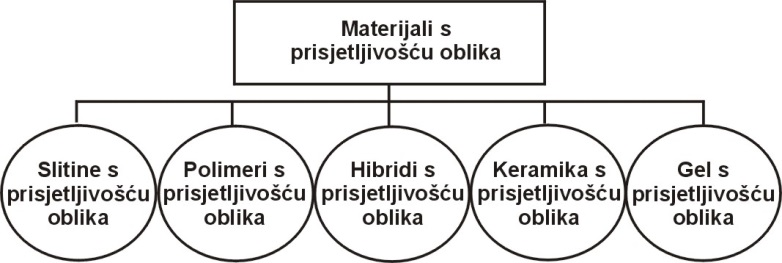 Materijali s
prisjetljivošću oblika
Slitine s
prisjetljivošću
oblika
Polimeri s
prisjetljivošću
oblika
Hibridi s
prisjetljivošću
oblika
Keramika s
prisjetljivošću
oblika
Gel s
prisjetljivošću
oblika